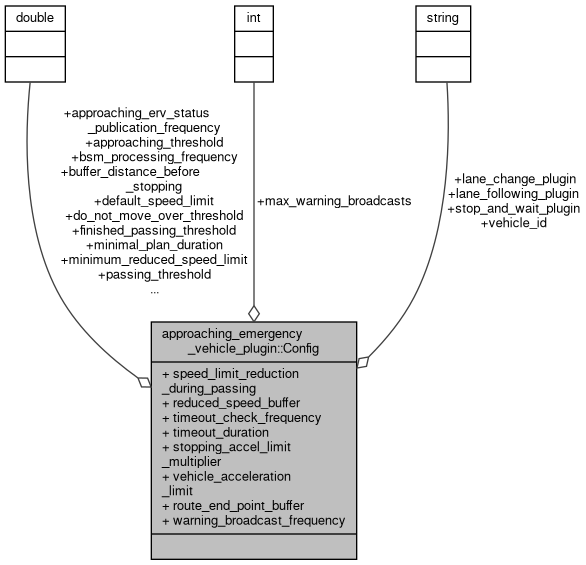 double
int
string
+approaching_erv_status
_publication_frequency
+approaching_threshold
+bsm_processing_frequency
+buffer_distance_before
_stopping
+default_speed_limit
+do_not_move_over_threshold
+finished_passing_threshold
+minimal_plan_duration
+minimum_reduced_speed_limit
+passing_threshold
...
+max_warning_broadcasts
+lane_change_plugin
+lane_following_plugin
+stop_and_wait_plugin
+vehicle_id
approaching_emergency
_vehicle_plugin::Config
+ speed_limit_reduction
_during_passing
+ reduced_speed_buffer
+ timeout_check_frequency
+ timeout_duration
+ stopping_accel_limit
_multiplier
+ vehicle_acceleration
_limit
+ route_end_point_buffer
+ warning_broadcast_frequency